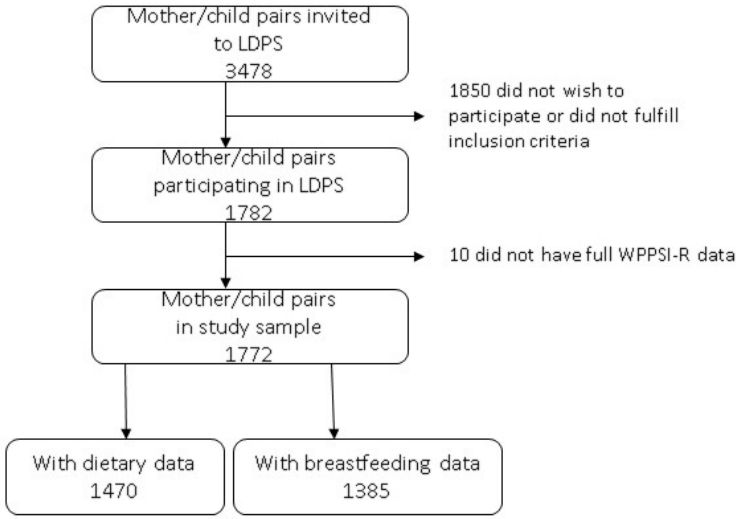 Mother/child pairs invited
to LDPS
3478
1850 did not wish to
participate or did not fulfill
inclusion criteria
Mother/child pairs
participating in LDPS
1782
10 did not have full WPPSI-R data
Mother/child pairs
in study sample
1772
With dietary data
1470
With breastfeeding data
1385